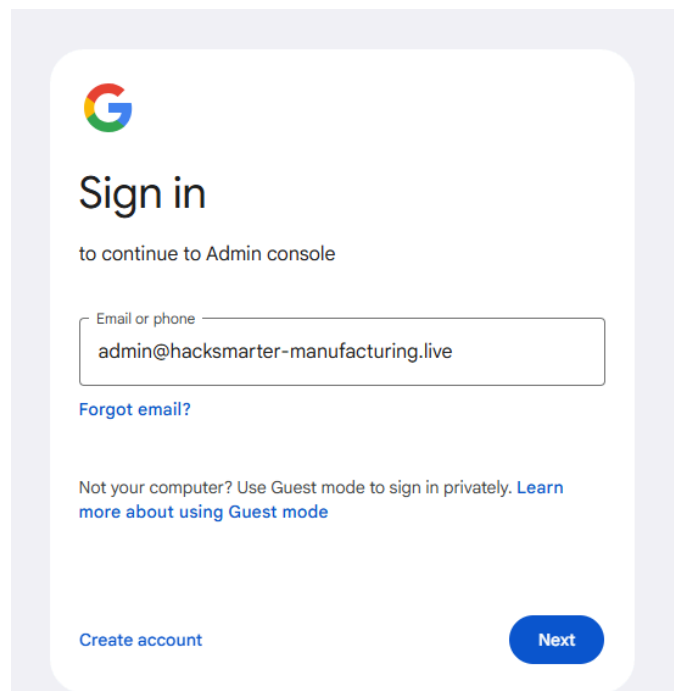 Sign in
to continue to Admin console
Email or phone
admin@hacksmarter-manufacturing.live
Forgot email?
Not your computer? Use Guest mode to sign in privately. Learn
more about using Guest mode
Create account
Next